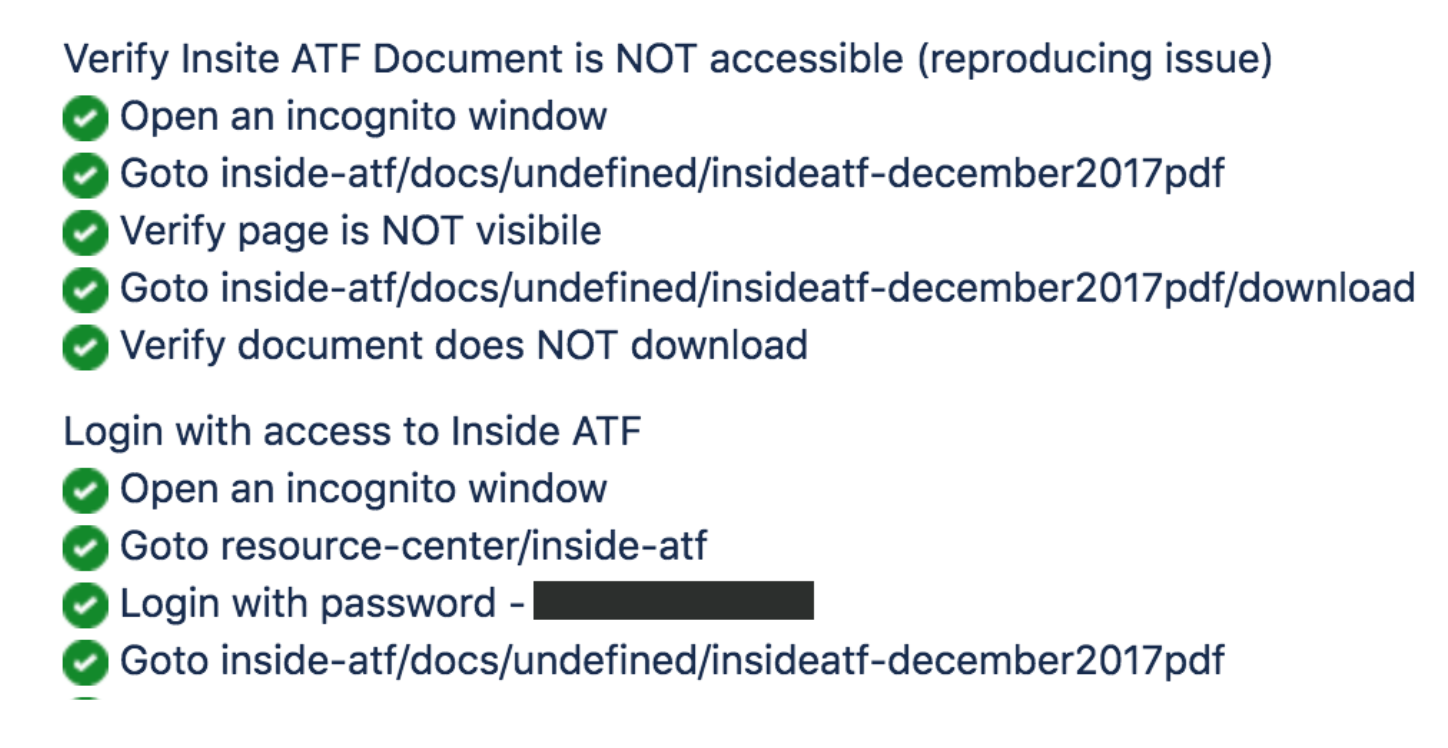 Verify Insite ATF Document is NOT accessible (reproducing issue)
Open an incognito window
Goto inside-atf/docs/undefined/insideatf-december2017pdf
Verify page is NOT visibile
Goto inside-atf/docs/undefined/insideatf-december2017pdf/download
Verify document does NOT download
Login with access to Inside ATF
Open an incognito window
Goto resource-center/inside-atf
Login with password -
Goto inside-atf/docs/undefined/insideatf-december2017pdf